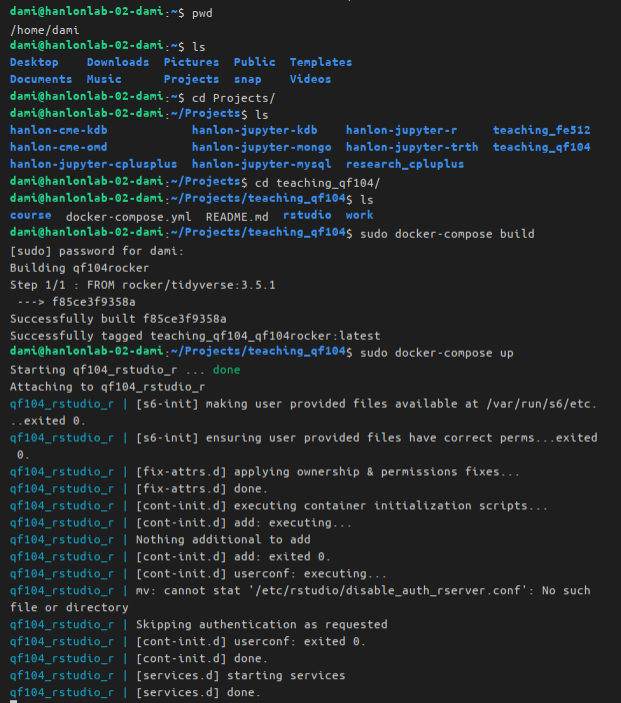 dami@hanlonlab-02-dami:~$ pwd
/home/dami
dami@hanlonlab-02-dami:~$ ls
Desktop    Downloads  Pictures  Public  Templates
Documents  Music      Projects  snap    Videos
dami@hanlonlab-02-dami:~$ cd Projects/
dami@hanlonlab-02-dami:~/Projects$ ls
hanlon-cme-kdb            hanlon-jupyter-kdb    hanlon-jupyter-r     teaching_fe512
hanlon-cme-omd            hanlon-jupyter-mongo  hanlon-jupyter-trth  teaching_qf104
hanlon-jupyter-cplusplus  hanlon-jupyter-mysql  research_cpluplus
dami@hanlonlab-02-dami:~/Projects$ cd teaching_qf104/
dami@hanlonlab-02-dami:~/Projects/teaching_qf104$ ls
course  docker-compose.yml  README.md  rstudio  work
dami@hanlonlab-02-dami:~/Projects/teaching_qf104$ sudo docker-compose build
[sudo] password for dami:
Building qf104rocker
Step 1/1 : FROM rocker/tidyverse:3.5.1
 ---> f85ce3f9358a
Successfully built f85ce3f9358a
Successfully tagged teaching_qf104_qf104rocker:latest
dami@hanlonlab-02-dami:~/Projects/teaching_qf104$ sudo docker-compose up
Starting qf104_rstudio_r ... done
Attaching to qf104_rstudio_r
qf104_rstudio_r | [s6-init] making user provided files available at /var/run/s6/etc.
..exited 0.
qf104_rstudio_r | [s6-init] ensuring user provided files have correct perms...exited
 0.
qf104_rstudio_r | [fix-attrs.d] applying ownership & permissions fixes...
qf104_rstudio_r | [fix-attrs.d] done.
qf104_rstudio_r | [cont-init.d] executing container initialization scripts...
qf104_rstudio_r | [cont-init.d] add: executing...
qf104_rstudio_r | Nothing additional to add
qf104_rstudio_r | [cont-init.d] add: exited 0.
qf104_rstudio_r | [cont-init.d] userconf: executing...
qf104_rstudio_r | mv: cannot stat '/etc/rstudio/disable_auth_rserver.conf': No such
file or directory
qf104_rstudio_r | Skipping authentication as requested
qf104_rstudio_r | [cont-init.d] userconf: exited 0.
qf104_rstudio_r | [cont-init.d] done.
qf104_rstudio_r | [services.d] starting services
qf104_rstudio_r | [services.d] done.